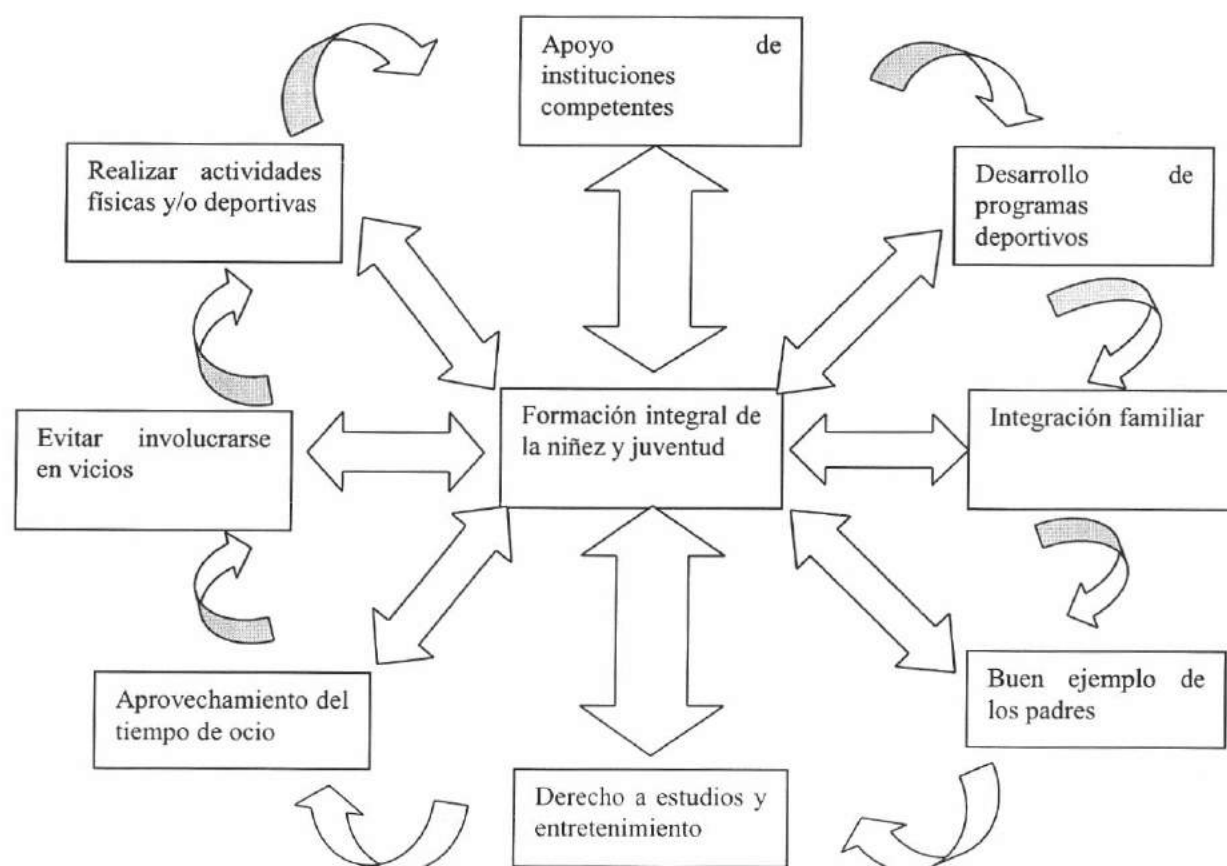 Apoyo de
instituciones
competentes
Realizar actividades
físicas y/o deportivas
Desarrollo de
programas
deportivos
Evitar involucrarse
en vicios
Formación integral de
la niñez y juventud
Integración familiar
Aprovechamiento del
tiempo de ocio
Buen ejemplo de
los padres
Derecho a estudios y
entretenimiento